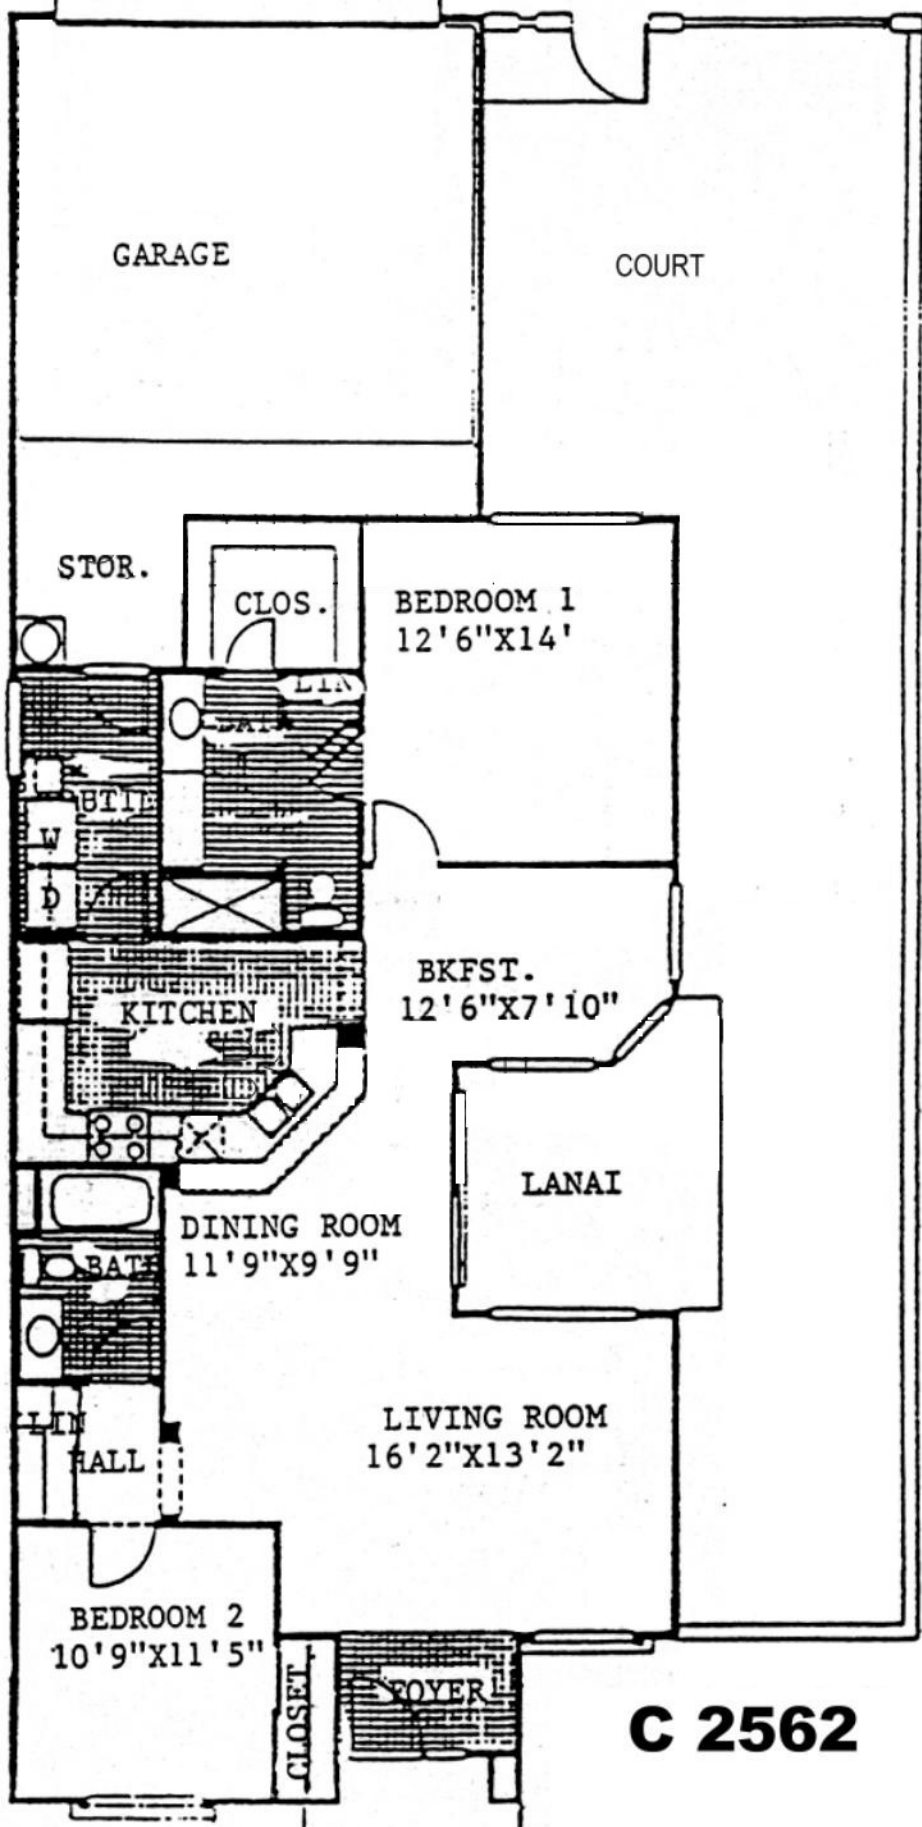 GARAGE
COURT
STOR.
CLOS.
BEDROOM 1
12'6"X14'
LIN
W
D
BKFST.
12'6"X7'10"
KITCHEN
LANAI
DINING ROOM
11'9"X9'9"
BATH
LIN
HALL
LIVING ROOM
16'2"X13'2"
BEDROOM 2
10'9"X11'5"
CLOSET
FOYER
C 2562